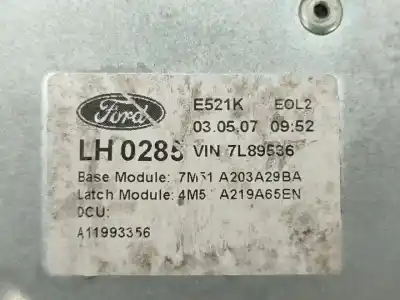 Ford
E521K EOL2
03.05.07 09:52
LH 0285 VIN 7L89536
Base Module: 7M51 A203A29BA
Latch Module: 4M5 A219A65EN
DCU:
A11993356